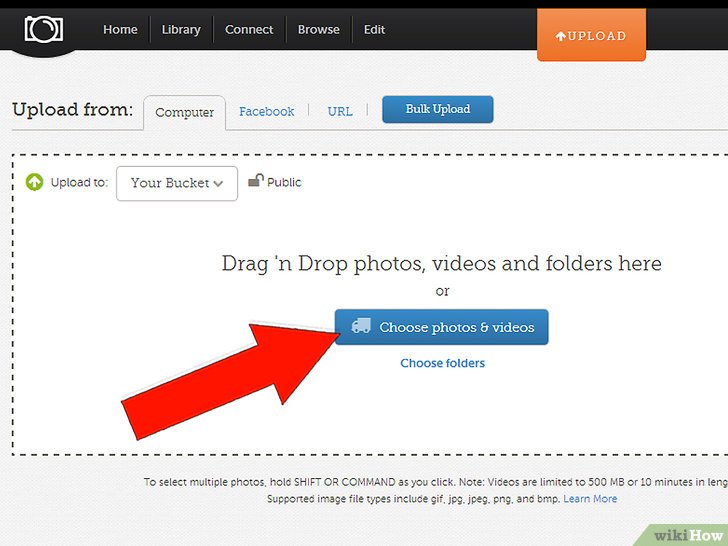 Home Library Connect Browse Edit UPLOAD
Upload from: Computer Facebook URL Bulk Upload
Upload to: Your Bucket Public
Drag 'n Drop photos, videos and folders here
or
Choose photos & videos
Choose folders
To select multiple photos, hold SHIFT OR COMMAND as you click. Note: Videos are limited to 500 MB or 10 minutes in leng
Supported image file types include gif, jpg, jpeg, png, and bmp. Learn More
wikiHow